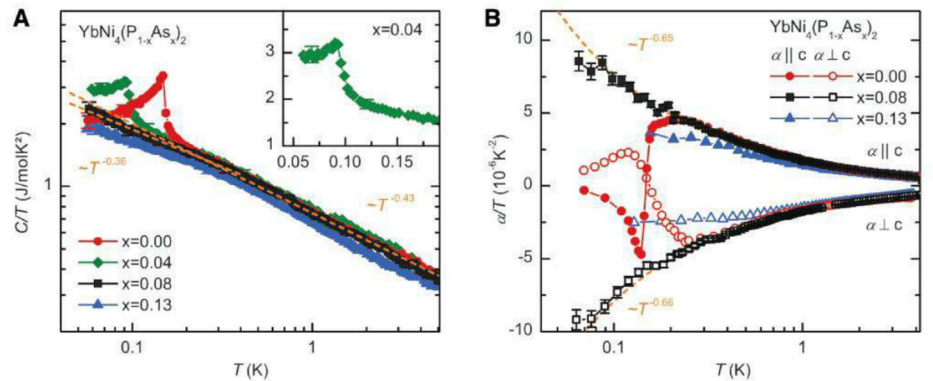 A
YbNi4(P1-xAsx)2
x=0.04
3
2
1
0.05
0.10
0.15
~T^-0.36
~T^-0.43
C/T (J/molK²)
1
x=0.00
x=0.04
x=0.08
x=0.13
0.1
1
T (K)
B
~T^-0.65
YbNi4(P1-xAsx)2
α || c α ⊥ c
x=0.00
x=0.08
x=0.13
10
5
0
-5
-10
α/T (10^-6K^-2)
α || c
α ⊥ c
~T^-0.66
0.1
1
T (K)